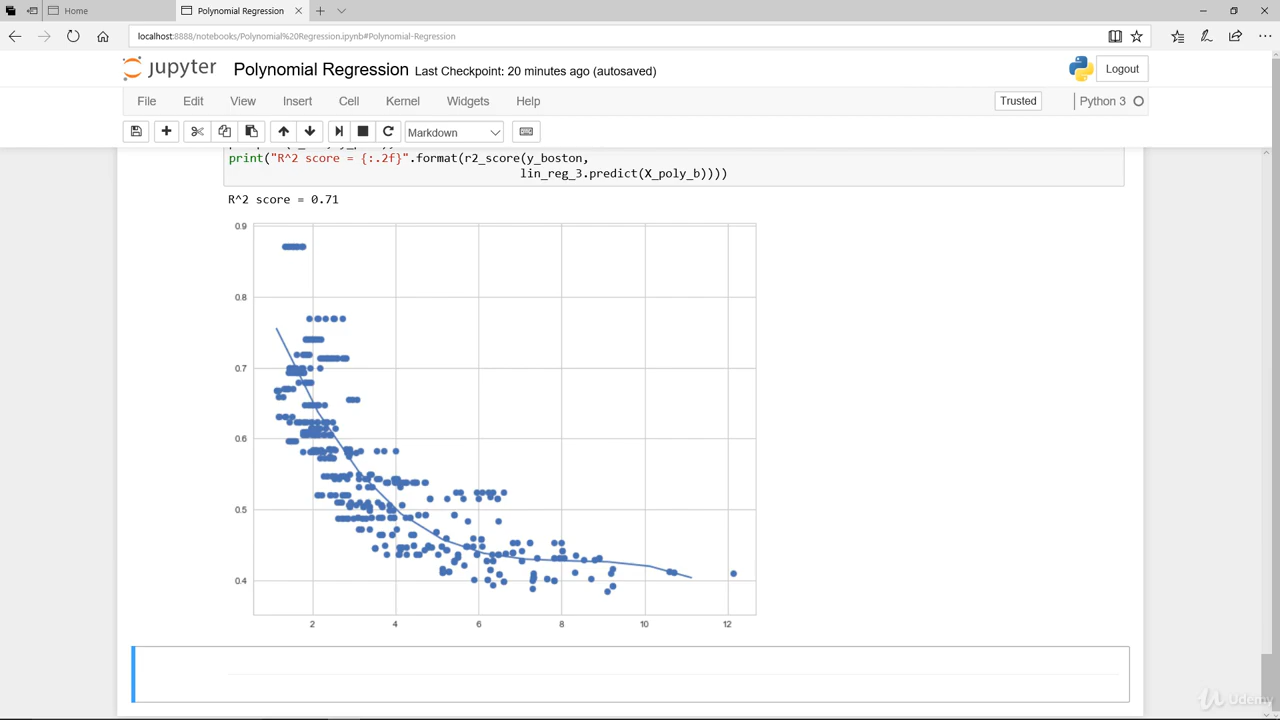 Home
Polynomial Regression
localhost:8888/notebooks/Polynomial%20Regression.ipynb#Polynomial-Regression
jupyter Polynomial Regression Last Checkpoint: 20 minutes ago (autosaved) Logout
File Edit View Insert Cell Kernel Widgets Help Trusted Python 3
Markdown
print("R^2 score = {:.2f}".format(r2_score(y_boston,
lin_reg_3.predict(X_poly_b))))
R^2 score = 0.71
0.9
0.8
0.7
0.6
0.5
0.4
2 4 6 8 10 12
Udemy